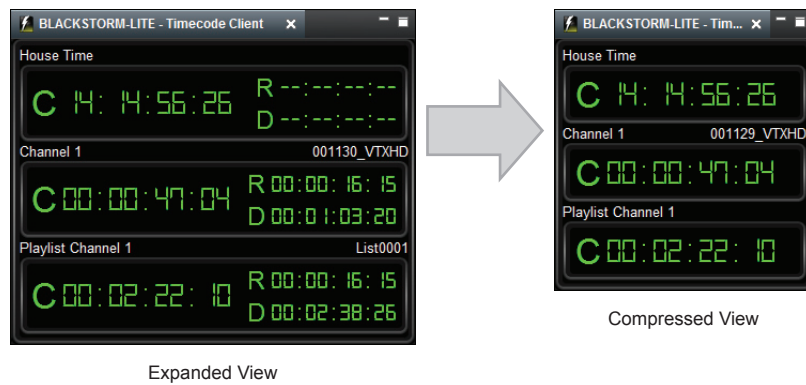 BLACKSTORM-LITE - Timecode Client
House Time
C 14:14:56:26
R --:--:--:--
D --:--:--:--
Channel 1 001130_VTXHD
C 00:00:47:04
R 00:00:16:15
D 00:01:03:20
Playlist Channel 1 List0001
C 00:02:22:10
R 00:00:16:15
D 00:02:38:26
Expanded View
BLACKSTORM-LITE - Tim...
House Time
C 14:14:56:26
Channel 1 001129_VTXHD
C 00:00:47:04
Playlist Channel 1
C 00:02:22:10
Compressed View